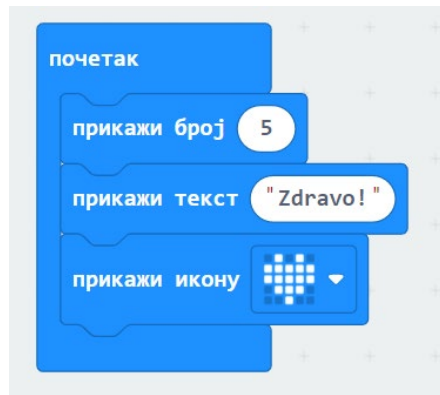 почетак
прикажи број 5
прикажи текст "Zdravo!"
прикажи икону